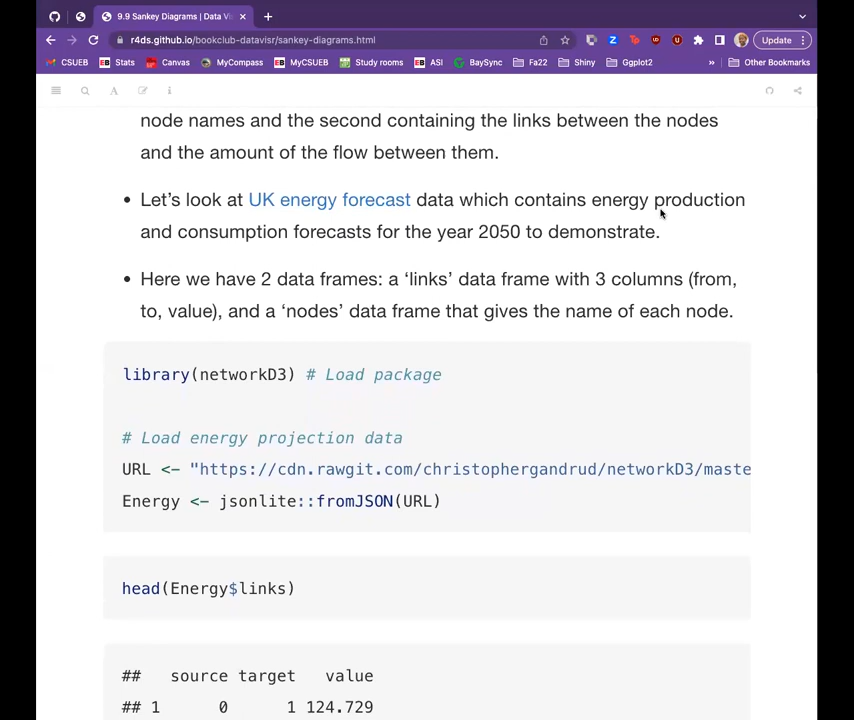 9.9 Sankey Diagrams | Data Vi
r4ds.github.io/bookclub-datavisr/sankey-diagrams.html
Update
CSUEB Stats Canvas MyCompass MyCSUEB Study rooms ASI BaySync Fa22 Shiny Ggplot2 » Other Bookmarks
node names and the second containing the links between the nodes
and the amount of the flow between them.
• Let's look at UK energy forecast data which contains energy production
and consumption forecasts for the year 2050 to demonstrate.
• Here we have 2 data frames: a ‘links’ data frame with 3 columns (from,
to, value), and a ‘nodes’ data frame that gives the name of each node.
library(networkD3) # Load package
# Load energy projection data
URL <- "https://cdn.rawgit.com/christophergandrud/networkD3/maste
Energy <- jsonlite::fromJSON(URL)
head(Energy$links)
## source target value
## 1 0 1 124.729